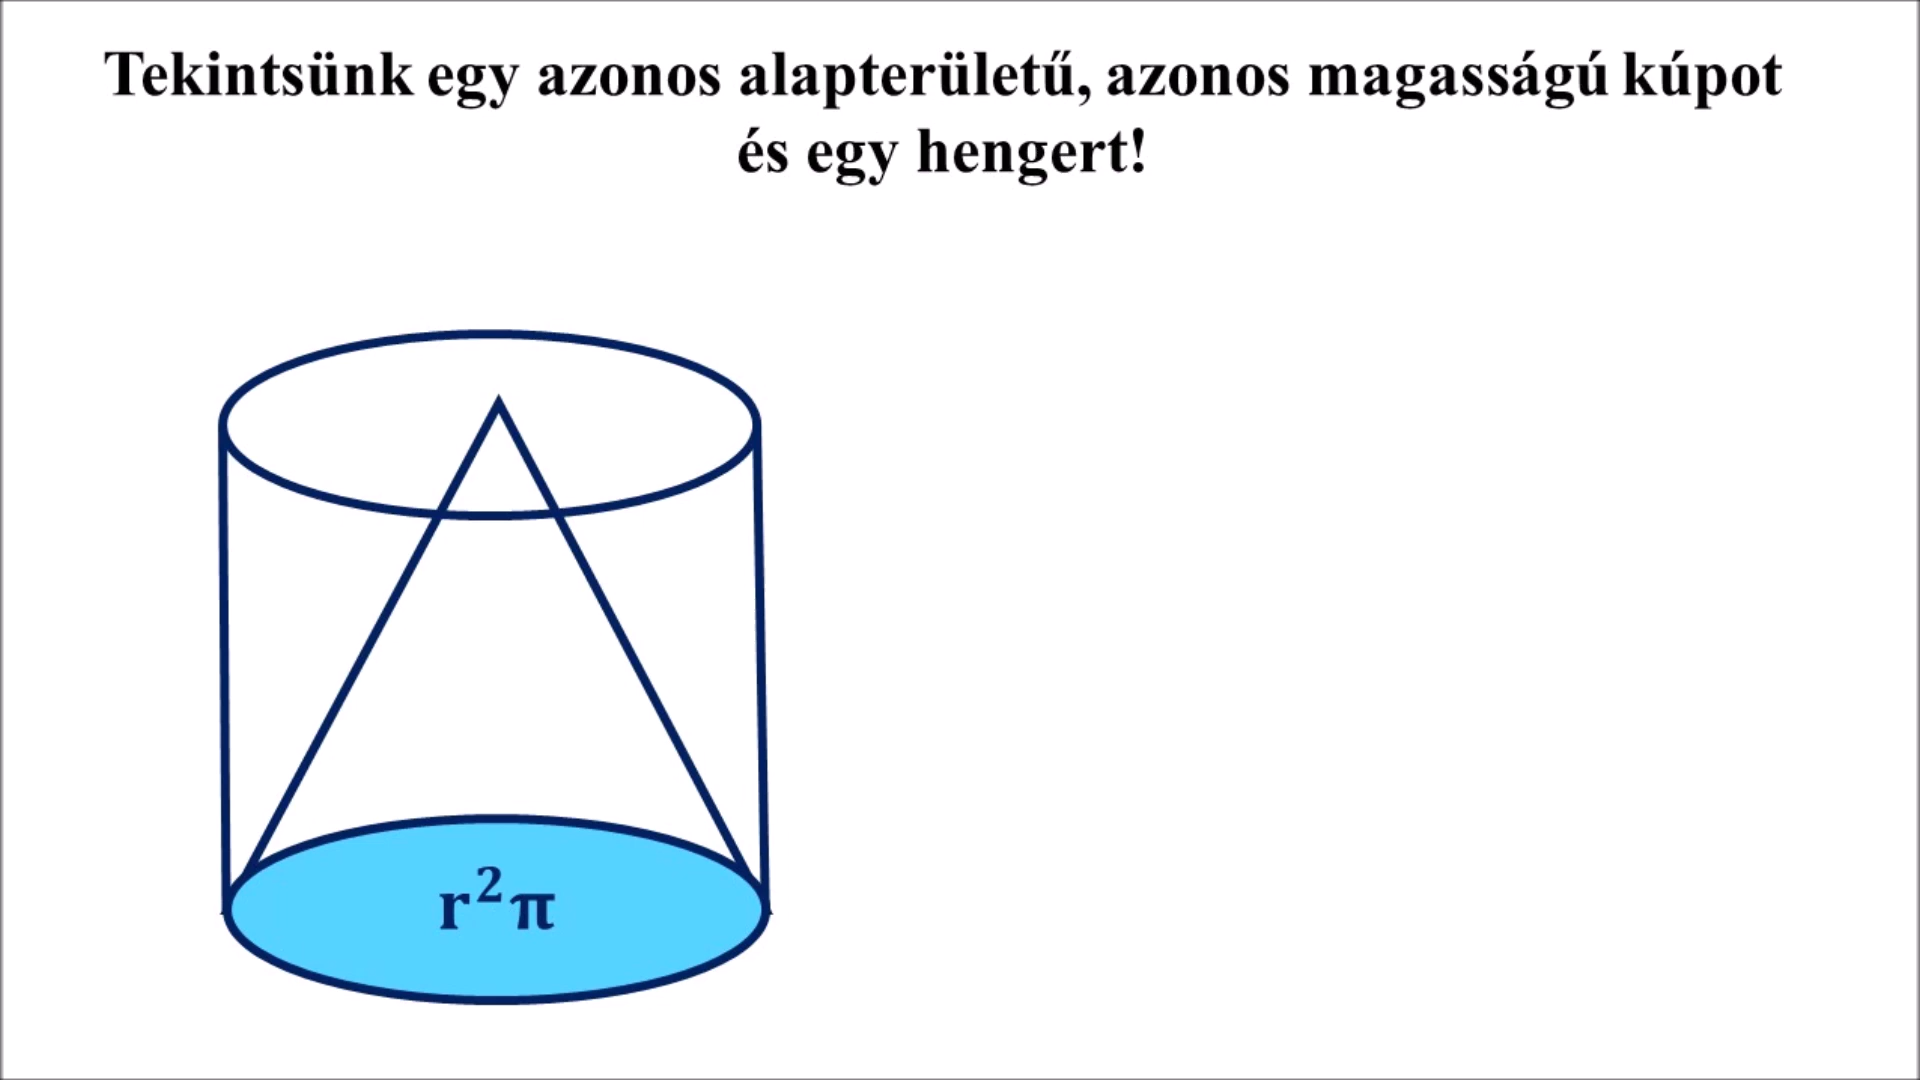 Tekintsünk egy azonos alapterületű, azonos magasságú kúpot
és egy hengert!
r²π